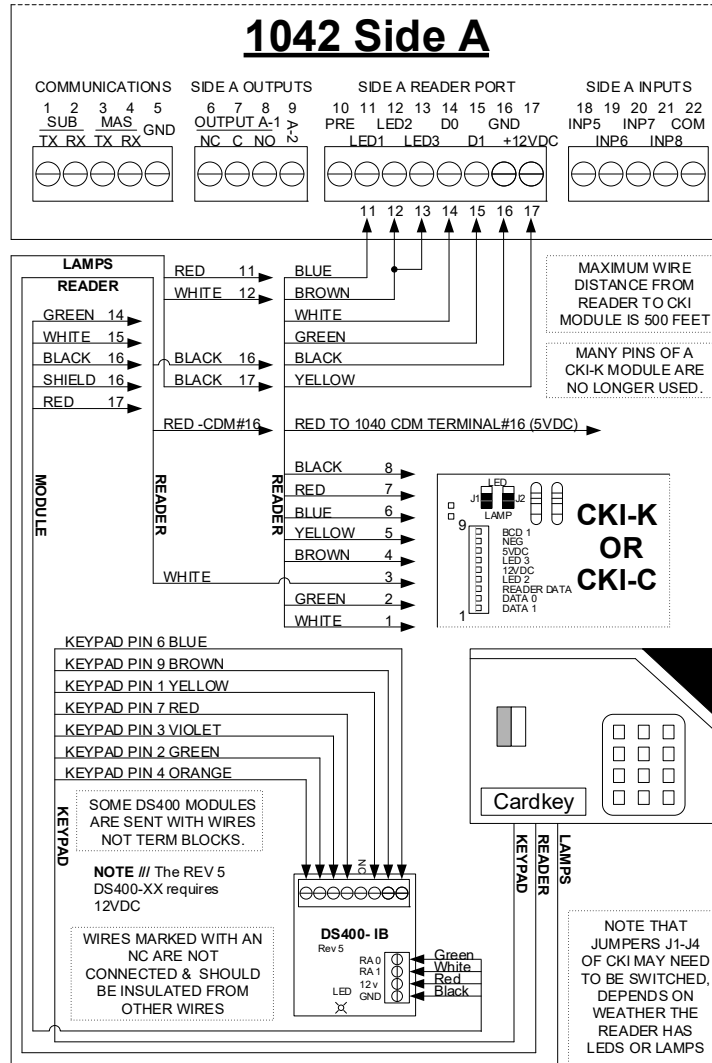 1042 Side A
COMMUNICATIONS
1 2 3 4 5
SUB MAS GND
TX RX TX RX
SIDE A OUTPUTS
6 7 8 9
OUTPUT A-1 A-2
NC C NO
SIDE A READER PORT
10 11 12 13 14 15 16 17
PRE LED2 D0 GND
LED1 LED3 D1 +12VDC
SIDE A INPUTS
18 19 20 21 22
INP5 INP7 COM
INP6 INP8
11 12 13 14 15 16 17
LAMPS
READER
RED 11
WHITE 12
GREEN 14
WHITE 15
BLACK 16
SHIELD 16
RED 17
BLACK 16
BLACK 17
RED -CDM#16
BLUE
BROWN
WHITE
GREEN
BLACK
YELLOW
RED TO 1040 CDM TERMINAL#16 (5VDC)
MAXIMUM WIRE
DISTANCE FROM
READER TO CKI
MODULE IS 500 FEET
MANY PINS OF A
CKI-K MODULE ARE
NO LONGER USED.
MODULE
READER
READER
BLACK 8
RED 7
BLUE 6
YELLOW 5
BROWN 4
WHITE 3
GREEN 2
WHITE 1
LED
J1 J2
LAMP
9
BCD 1
NEG
5VDC
LED 3
12VDC
LED 2
READER DATA
DATA 0
DATA 1
1
CKI-K
OR
CKI-C
KEYPAD PIN 6 BLUE
KEYPAD PIN 9 BROWN
KEYPAD PIN 1 YELLOW
KEYPAD PIN 7 RED
KEYPAD PIN 3 VIOLET
KEYPAD PIN 2 GREEN
KEYPAD PIN 4 ORANGE
KEYPAD
SOME DS400 MODULES
ARE SENT WITH WIRES
NOT TERM BLOCKS.
NOTE /// The REV 5
DS400-XX requires
12VDC
WIRES MARKED WITH AN
NC ARE NOT
CONNECTED & SHOULD
BE INSULATED FROM
OTHER WIRES
NC
DS400- IB
Rev 5
RA 0
RA 1
12 v
GND
LED
Green
White
Red
Black
Cardkey
KEYPAD
READER
LAMPS
NOTE THAT
JUMPERS J1-J4
OF CKI MAY NEED
TO BE SWITCHED,
DEPENDS ON
WEATHER THE
READER HAS
LEDS OR LAMPS